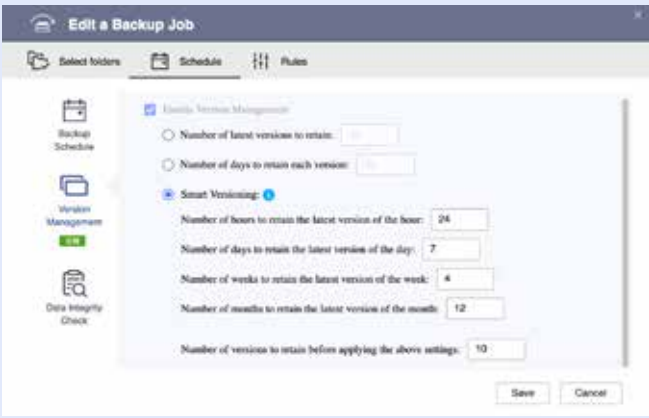 Edit a Backup Job
Select folders
Schedule
Rules
Backup
Schedule
Version
Management
ON
Data Integrity
Check
Enable Version Management
Number of latest versions to retain:
Number of days to retain each version:
Smart Versioning:
Number of hours to retain the latest version of the hour: 24
Number of days to retain the latest version of the day: 7
Number of weeks to retain the latest version of the week: 4
Number of months to retain the latest version of the month: 12
Number of versions to retain before applying the above settings: 10
Save
Cancel